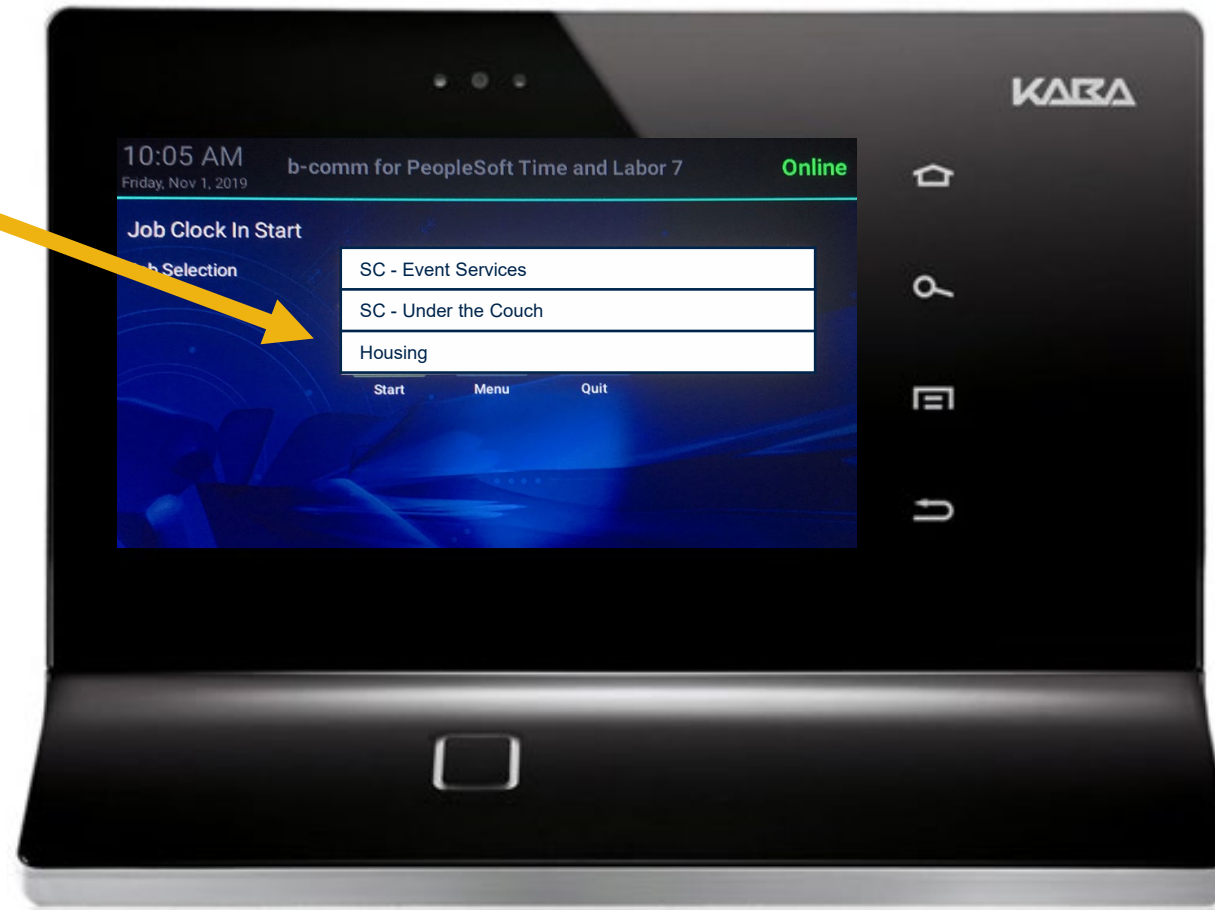 KABA
10:05 AM
b-comm for PeopleSoft Time and Labor 7
Online
Friday, Nov 1, 2019
Job Clock In Start
Selection
SC - Event Services
SC - Under the Couch
Housing
Start Menu Quit